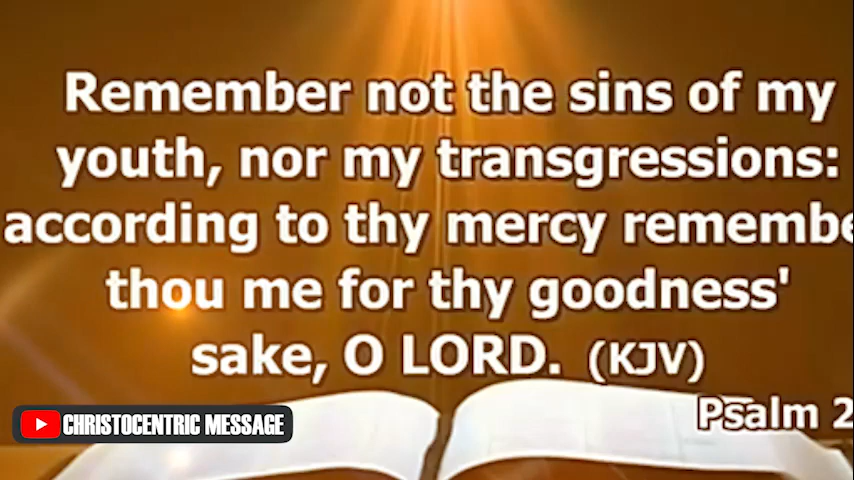 Remember not the sins of my
youth, nor my transgressions:
according to thy mercy remembe
thou me for thy goodness'
sake, O LORD. (KJV)
Psalm 2
CHRISTOCENTRIC MESSAGE